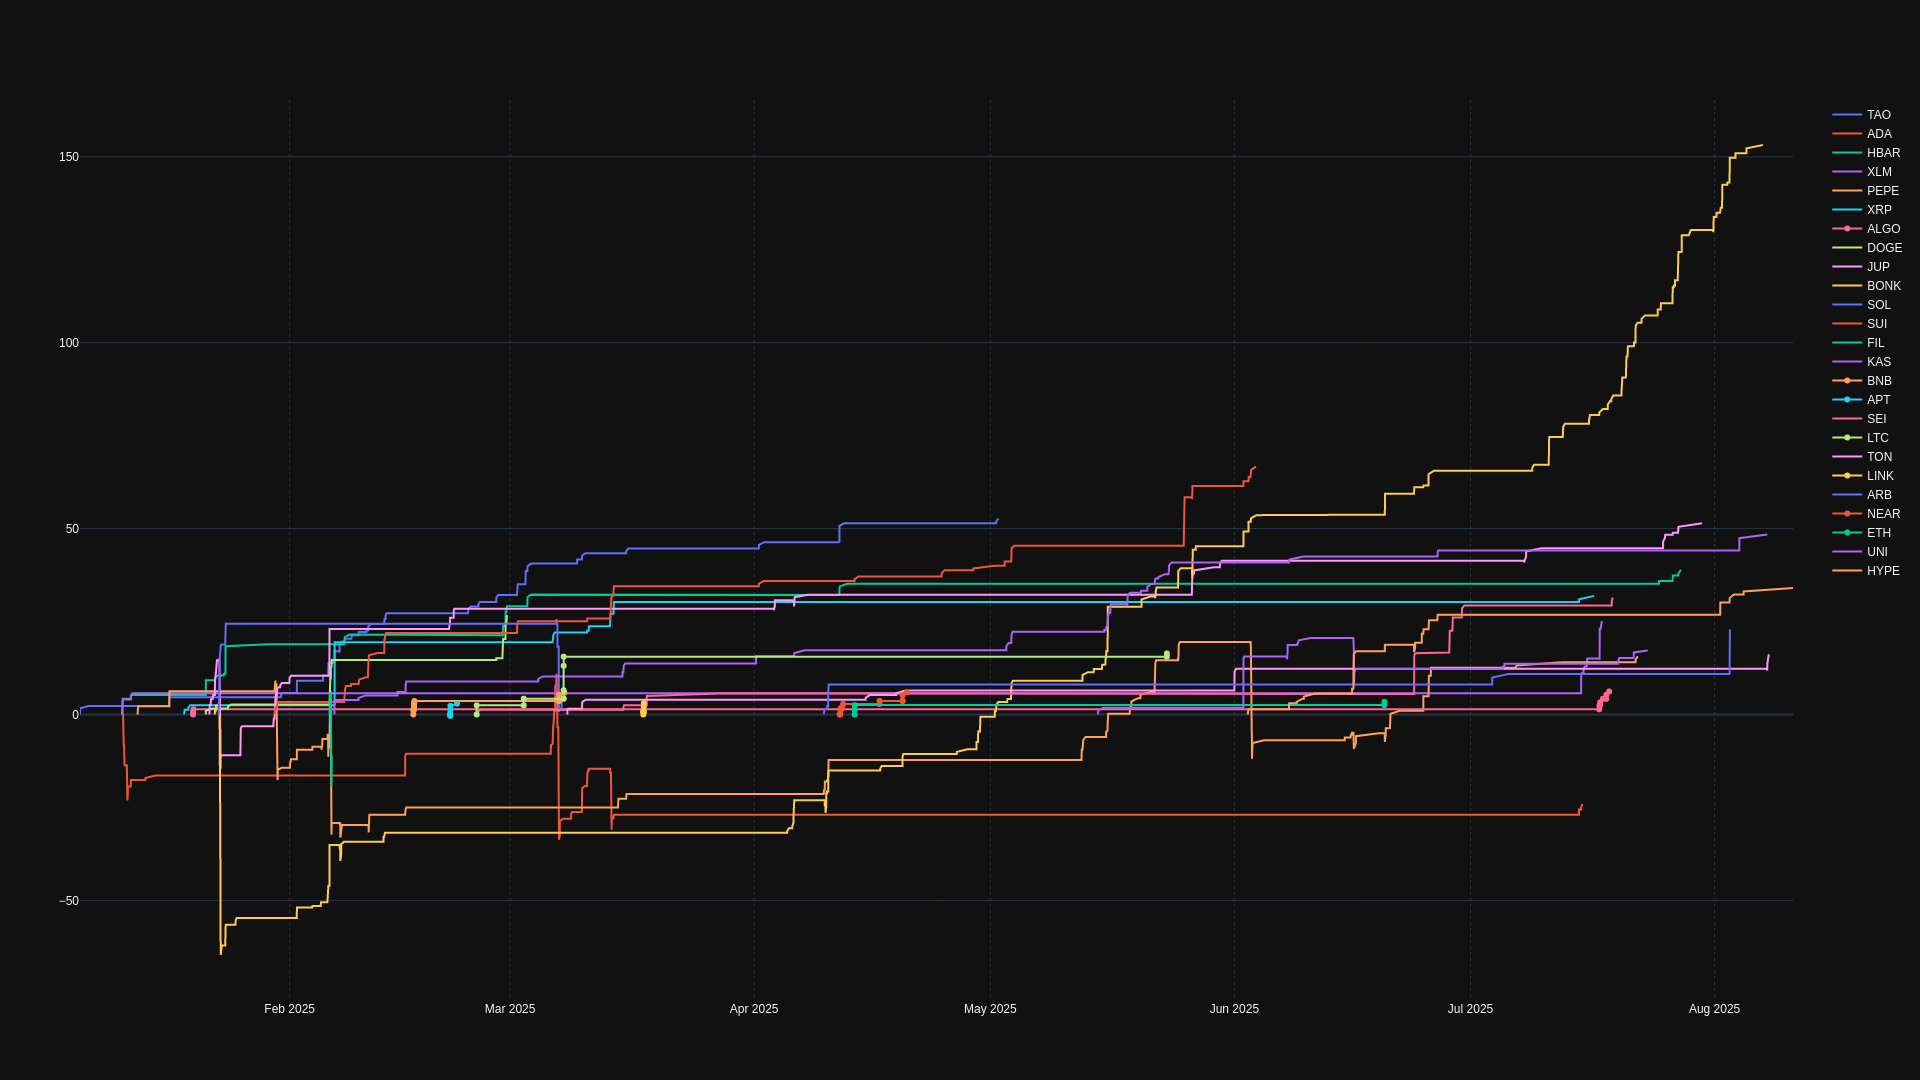 TAO
ADA
HBAR
XLM
PEPE
XRP
ALGO
DOGE
JUP
BONK
SOL
SUI
FIL
KAS
BNB
APT
SEI
LTC
TON
LINK
ARB
NEAR
ETH
UNI
HYPE
150
100
50
0
−50
Feb 2025 Mar 2025 Apr 2025 May 2025 Jun 2025 Jul 2025 Aug 2025